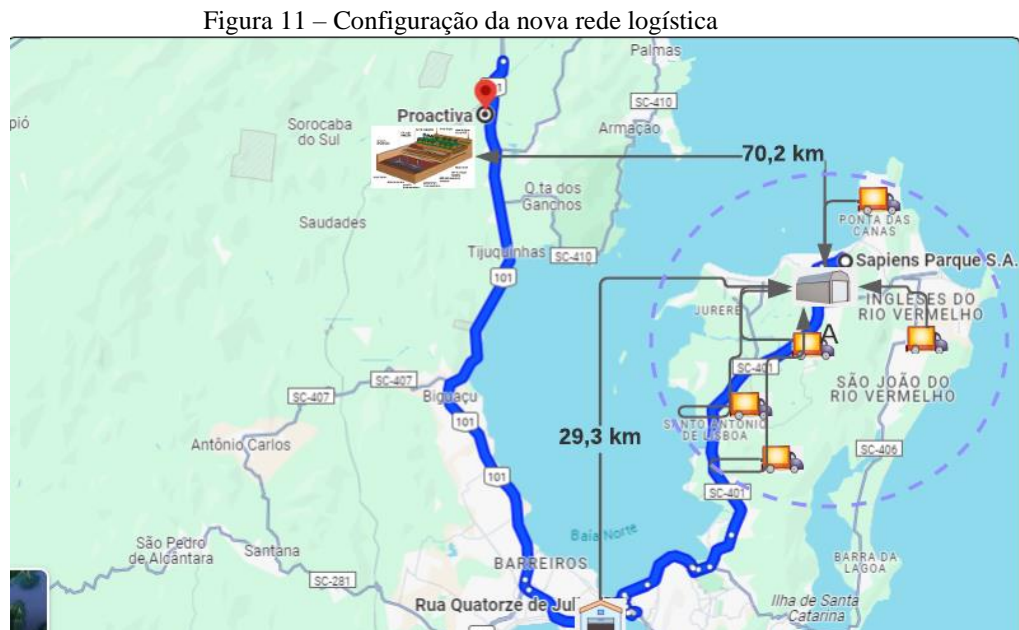 Figura 11 – Configuração da nova rede logística
Palmas
101
SC-410
Proactiva
Sorocaba
do Sul
Armação
70,2 km
Q.ta dos
Ganchos
PONTA DAS
CANAS
Saudades
Tijuquinhas
SC-410
101
Sapiens Parque S.A.
JURERÊ
INGLESES DO
RIO VERMELHO
A
SC-401
SC-407
SC-407
Biguaçu
SÃO JOÃO DO
RIO VERMELHO
101
SANTO ANTÔNIO
DE LISBOA
Antônio Carlos
29,3 km
SC-406
101
SC-401
Baía Norte
São Pedro
de Alcântara
Santana
BARREIROS
BARRA DA
LAGOA
SC-281
Rua Quatorze de Jul
Ilha de Santa
Catarina